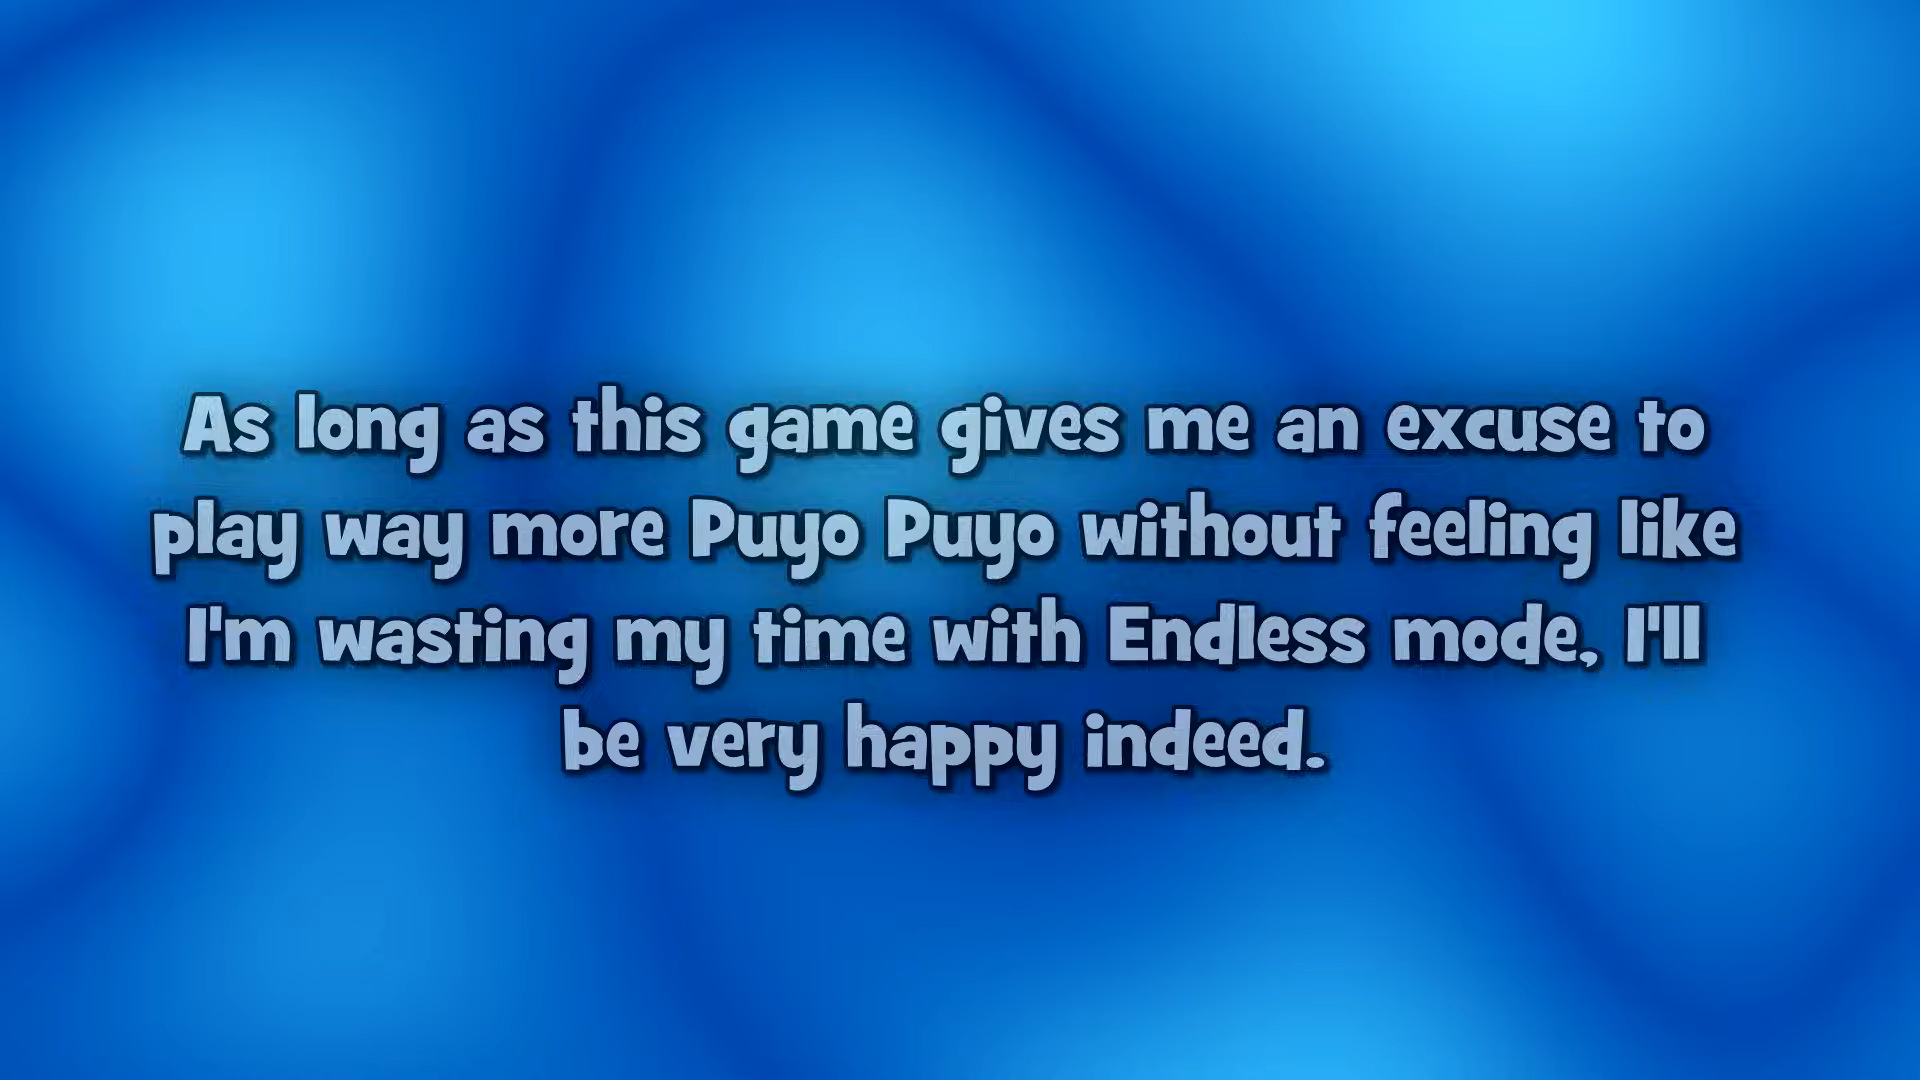 As long as this game gives me an excuse to
play way more Puyo Puyo without feeling like
I'm wasting my time with Endless mode, I'll
be very happy indeed.